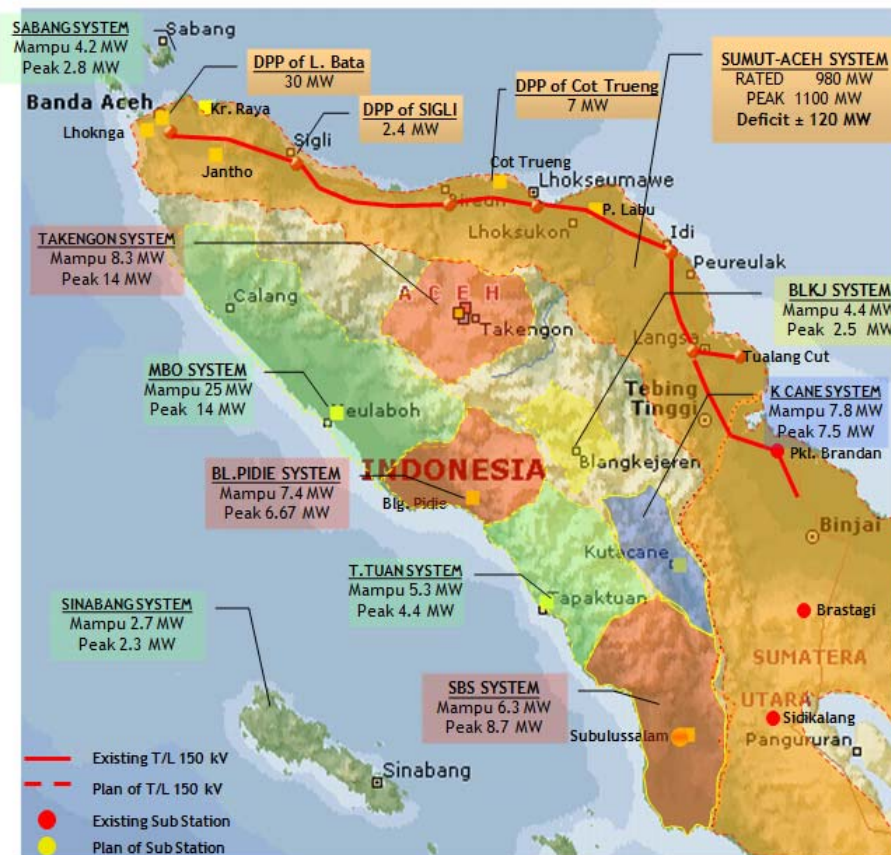 SABANG SYSTEM
Mampu 4.2 MW
Peak 2.8 MW
Sabang
DPP of L. Bata
30 MW
Banda Aceh
Kr. Raya
Lhoknga
Jantho
DPP of SIGLI
2.4 MW
Sigli
DPP of Cot Trueng
7 MW
Cot Trueng
Lhokseumawe
SUMUT-ACEH SYSTEM
RATED 980 MW
PEAK 1100 MW
Deficit ± 120 MW
Bireun
P. Labu
Lhoksukon
Idi
Peureulak
TAKENGON SYSTEM
Mampu 8.3 MW
Peak 14 MW
ACEH
Takengon
Calang
BLKJ SYSTEM
Mampu 4.4 MW
Peak 2.5 MW
Langsa
Tualang Cut
MBO SYSTEM
Mampu 25 MW
Peak 14 MW
Meulaboh
Tebing
Tinggi
K CANE SYSTEM
Mampu 7.8 MW
Peak 7.5 MW
Pkl. Brandan
Blangkejeren
INDONESIA
BL.PIDIE SYSTEM
Mampu 7.4 MW
Peak 6.67 MW
Blg. Pidie
Binjai
Kutacane
T.TUAN SYSTEM
Mampu 5.3 MW
Peak 4.4 MW
Tapaktuan
SINABANG SYSTEM
Mampu 2.7 MW
Peak 2.3 MW
Brastagi
SUMATERA
UTARA
SBS SYSTEM
Mampu 6.3 MW
Peak 8.7 MW
Subulussalam
Sidikalang
Pangururan
Sinabang
Existing T/L 150 kV
Plan of T/L 150 kV
Existing Sub Station
Plan of Sub Station